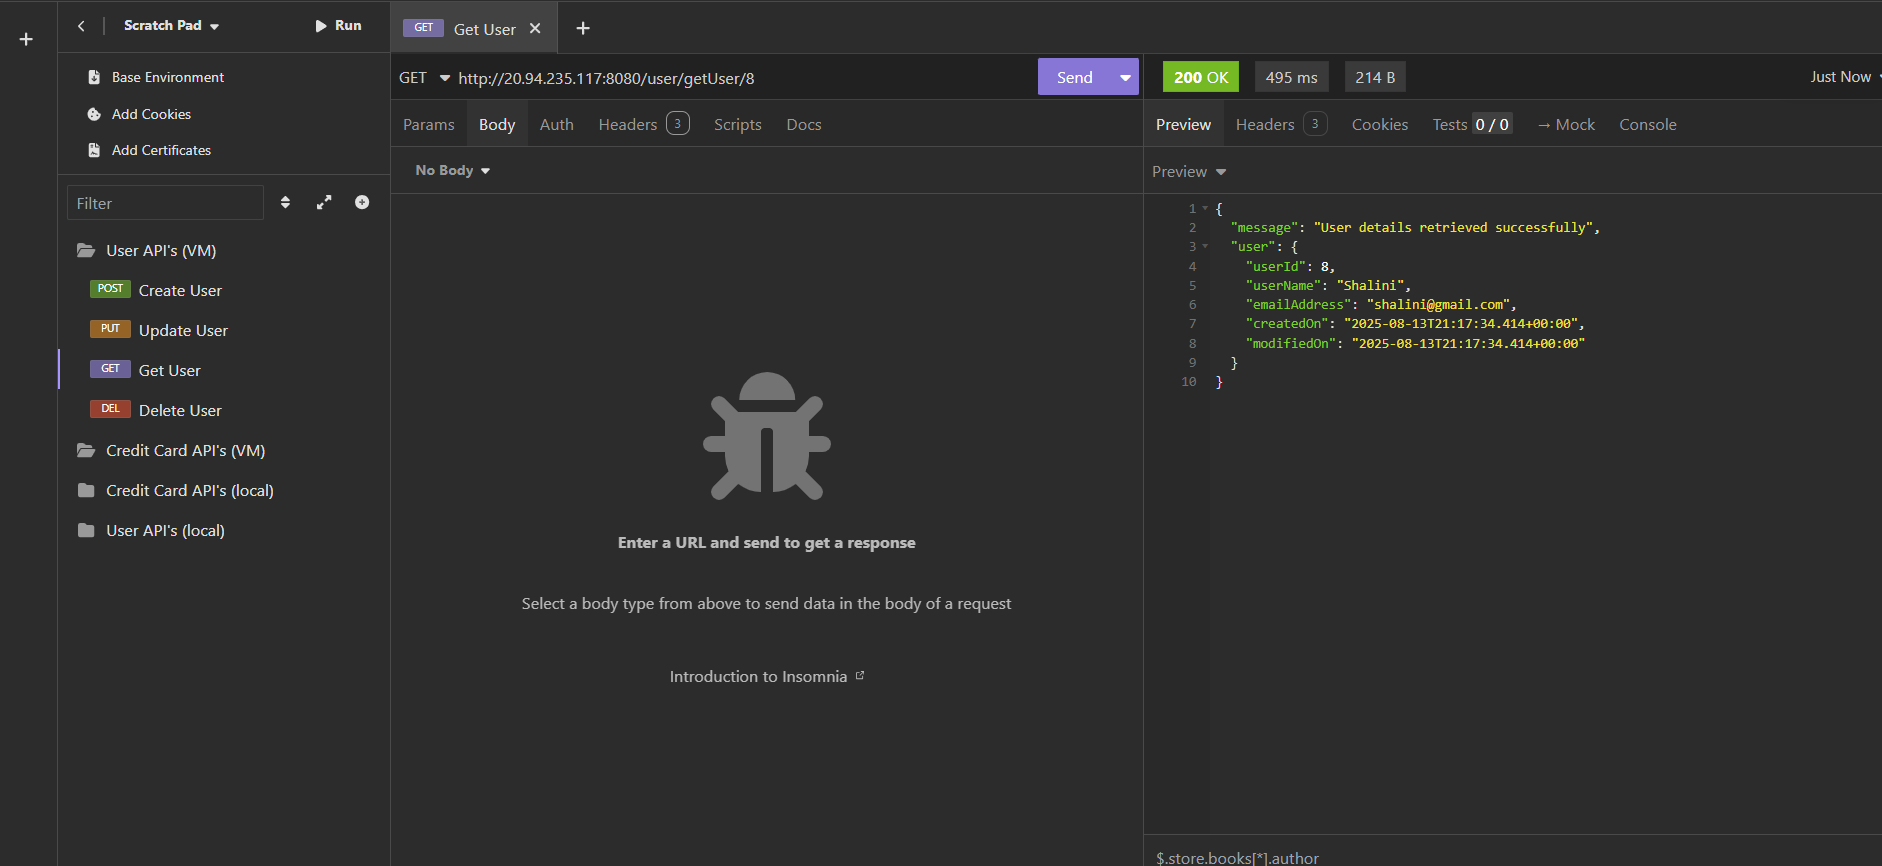 +
Scratch Pad
Run
Base Environment
Add Cookies
Add Certificates
Filter
User API's (VM)
POST Create User
PUT Update User
GET Get User
DEL Delete User
Credit Card API's (VM)
Credit Card API's (local)
User API's (local)
GET Get User
+
GET http://20.94.235.117:8080/user/getUser/8
Send
Params Body Auth Headers 3 Scripts Docs
No Body
Enter a URL and send to get a response
Select a body type from above to send data in the body of a request
Introduction to Insomnia
200 OK 495 ms 214 B Just Now
Preview Headers 3 Cookies Tests 0 / 0 → Mock Console
Preview
1 {
2 "message": "User details retrieved successfully",
3 "user": {
4 "userId": 8,
5 "userName": "Shalini",
6 "emailAddress": "shalini@gmail.com",
7 "createdOn": "2025-08-13T21:17:34.414+00:00",
8 "modifiedOn": "2025-08-13T21:17:34.414+00:00"
9 }
10 }
$.store.books[*].author